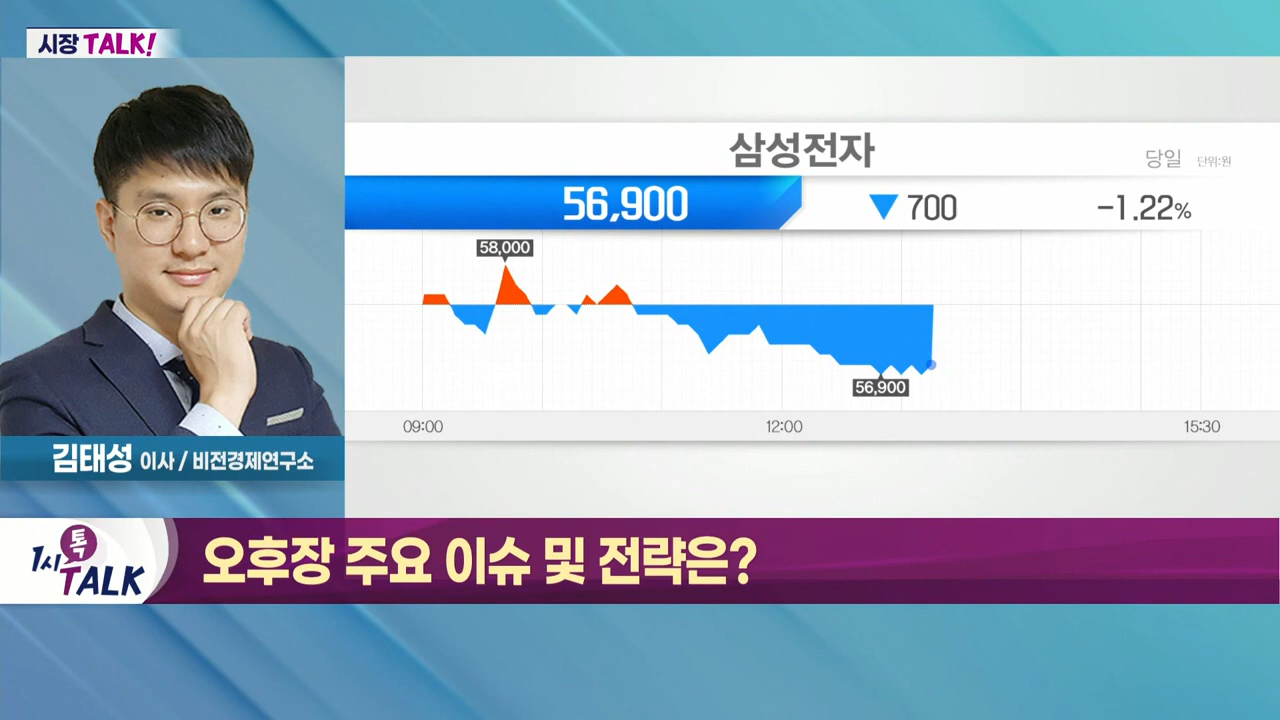 시장 TALK!
삼성전자
당일 단위:원
56,900 ▼ 700 -1.22%
58,000
56,900
09:00 12:00 15:30
김태성 이사 / 비전경제연구소
1시 톡 TALK
오후장 주요 이슈 및 전략은?